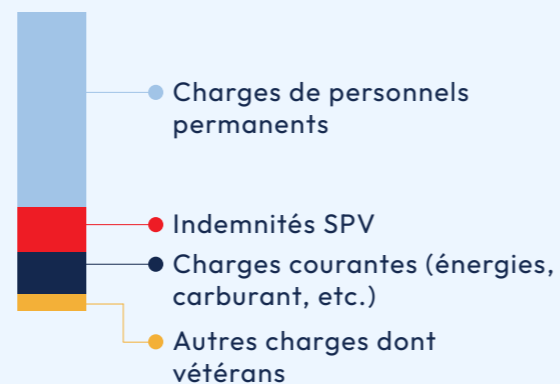 Charges de personnels
permanents
Indemnités SPV
Charges courantes (énergies,
carburant, etc.)
Autres charges dont
vétérans